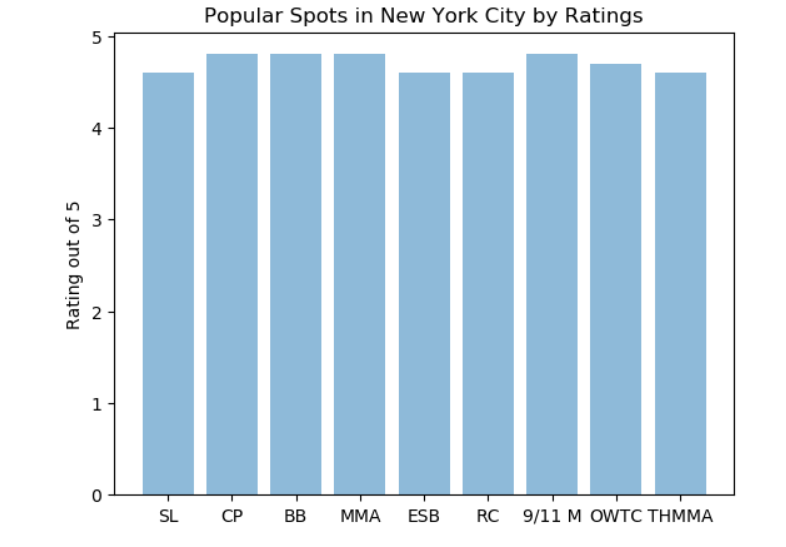 Popular Spots in New York City by Ratings
Rating out of 5
5
4
3
2
1
0
SL CP BB MMA ESB RC 9/11 M OWTC THMMA